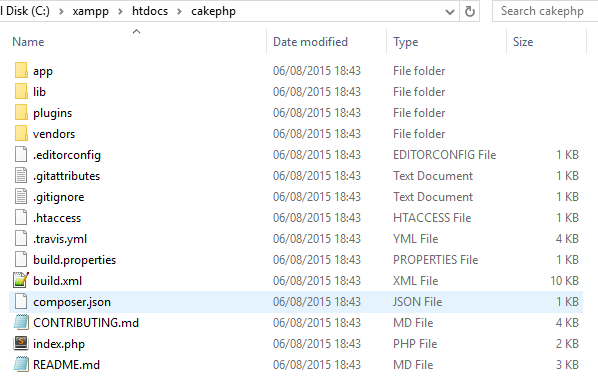 l Disk (C:) xampp htdocs cakephp Search cakephp
Name Date modified Type Size
app 06/08/2015 18:43 File folder
lib 06/08/2015 18:43 File folder
plugins 06/08/2015 18:43 File folder
vendors 06/08/2015 18:43 File folder
.editorconfig 06/08/2015 18:43 EDITORCONFIG File 1 KB
.gitattributes 06/08/2015 18:43 Text Document 1 KB
.gitignore 06/08/2015 18:43 Text Document 1 KB
.htaccess 06/08/2015 18:43 HTACCESS File 1 KB
.travis.yml 06/08/2015 18:43 YML File 4 KB
build.properties 06/08/2015 18:43 PROPERTIES File 1 KB
build.xml 06/08/2015 18:43 XML File 10 KB
composer.json 06/08/2015 18:43 JSON File 1 KB
CONTRIBUTING.md 06/08/2015 18:43 MD File 4 KB
index.php 06/08/2015 18:43 PHP File 2 KB
README.md 06/08/2015 18:43 MD File 3 KB